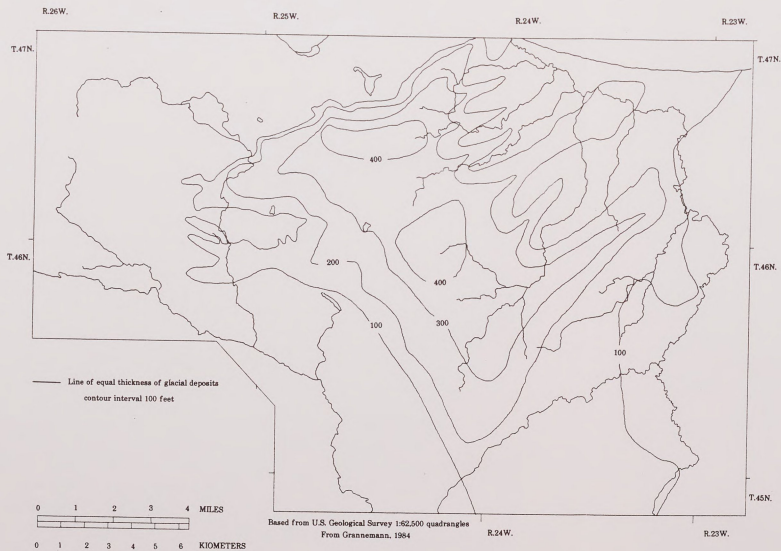 R.26W. R.25W. R.24W. R.23W.
T.47N. T.47N.
400
T.46N. T.46N.
200
400
300
100
100
Line of equal thickness of glacial deposits
contour interval 100 feet
T.45N.
0 1 2 3 4 MILES
Based from U.S. Geological Survey 1:62,500 quadrangles
From Grannemann, 1984
R.24W. R.23W.
0 1 2 3 4 5 6 KIOMETERS